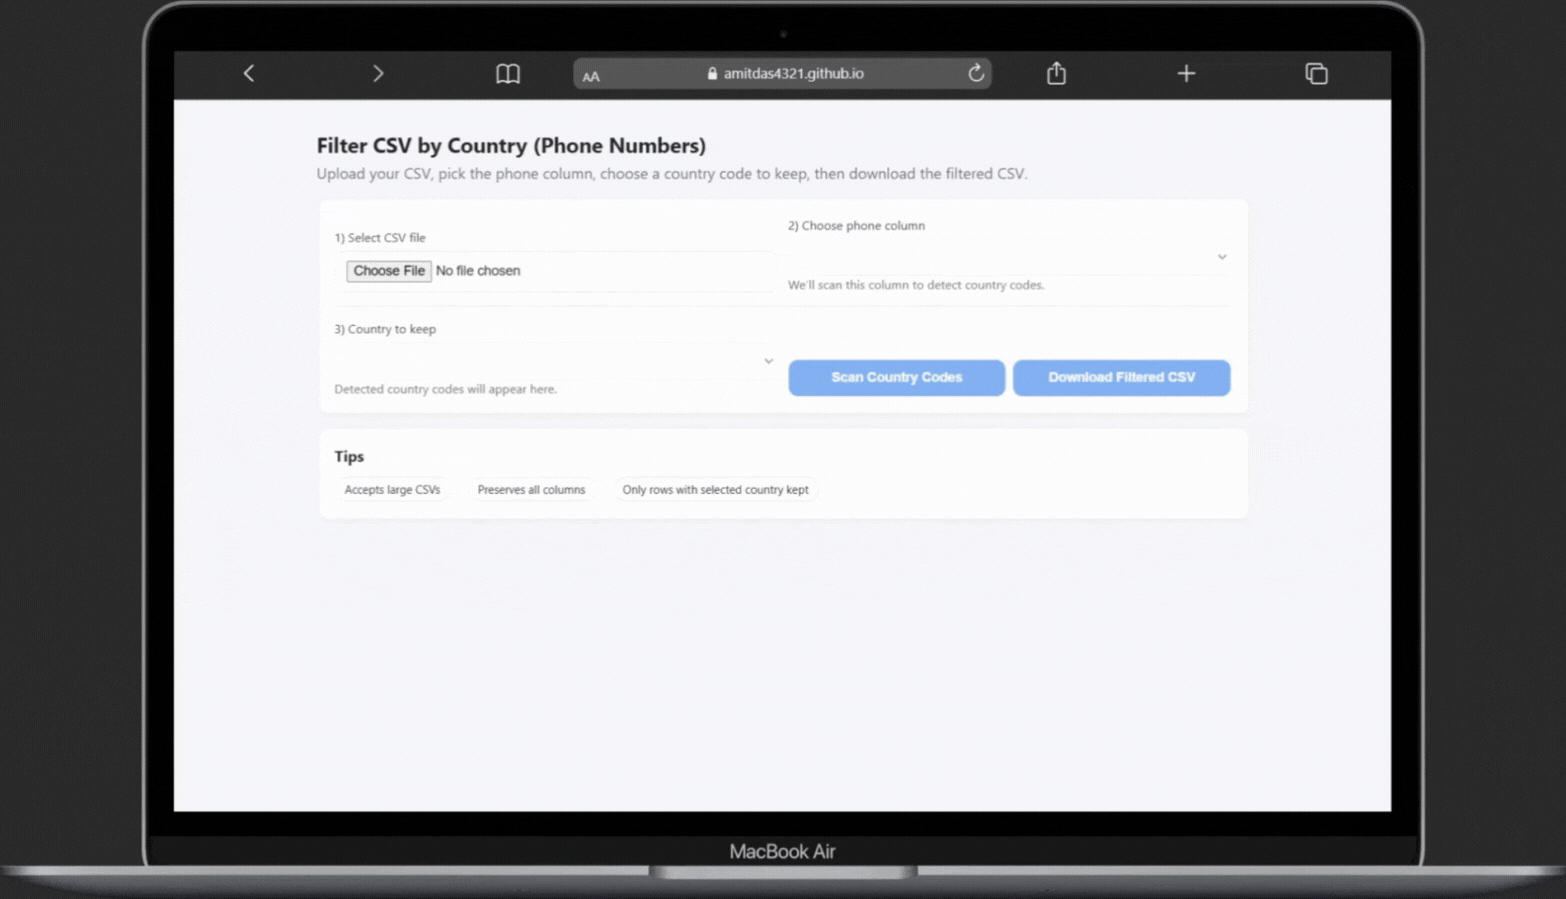 AA amitdas4321.github.io
Filter CSV by Country (Phone Numbers)
Upload your CSV, pick the phone column, choose a country code to keep, then download the filtered CSV.
1) Select CSV file
Choose File No file chosen
2) Choose phone column
We'll scan this column to detect country codes.
3) Country to keep
Detected country codes will appear here.
Scan Country Codes Download Filtered CSV
Tips
Accepts large CSVs Preserves all columns Only rows with selected country kept
MacBook Air